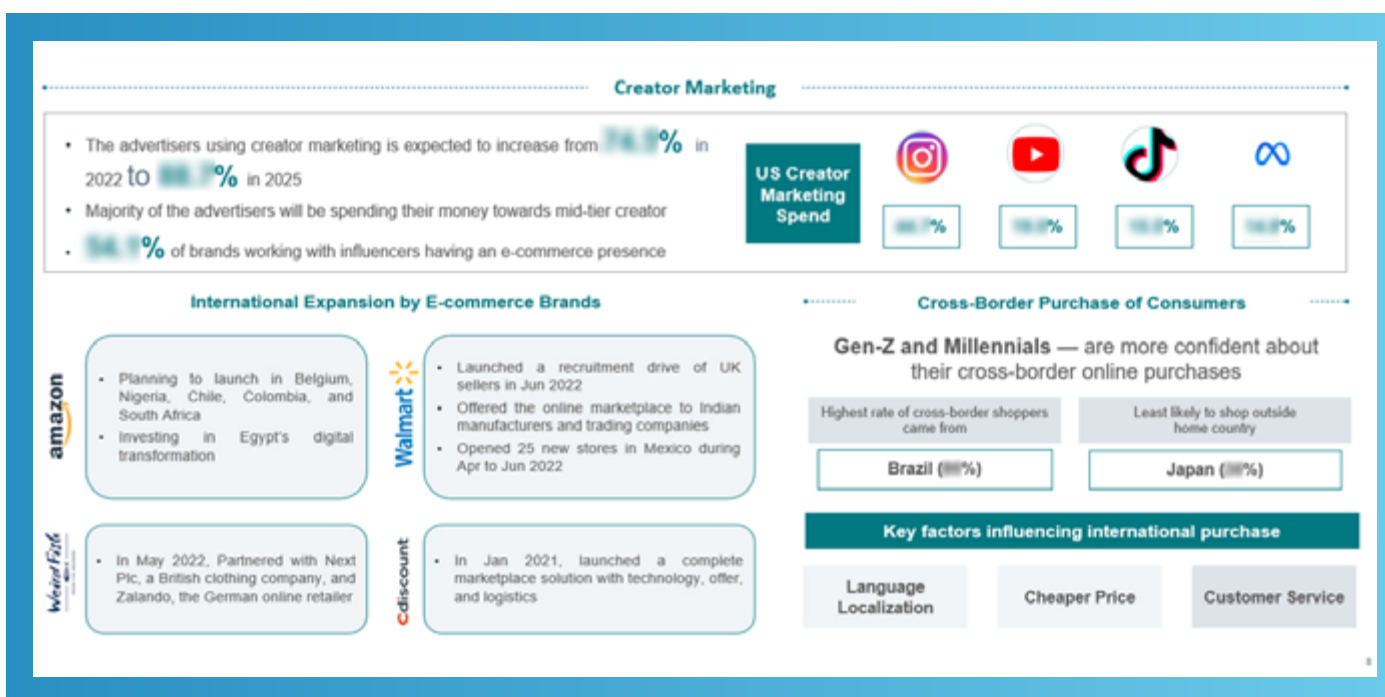 Creator Marketing
• The advertisers using creator marketing is expected to increase from % in
2022 to % in 2025
• Majority of the advertisers will be spending their money towards mid-tier creator
• % of brands working with influencers having an e-commerce presence
US Creator
Marketing
Spend
%
%
%
%
International Expansion by E-commerce Brands
amazon
• Planning to launch in Belgium,
Nigeria, Chile, Colombia, and
South Africa
• Investing in Egypt's digital
transformation
Walmart
• Launched a recruitment drive of UK
sellers in Jun 2022
• Offered the online marketplace to Indian
manufacturers and trading companies
• Opened 25 new stores in Mexico during
Apr to Jun 2022
Weird Fish
• In May 2022, Partnered with Next
Plc, a British clothing company, and
Zalando, the German online retailer
Cdiscount
• In Jan 2021, launched a complete
marketplace solution with technology, offer,
and logistics
Cross-Border Purchase of Consumers
Gen-Z and Millennials — are more confident about
their cross-border online purchases
Highest rate of cross-border shoppers
came from
Brazil ( %)
Least likely to shop outside
home country
Japan ( %)
Key factors influencing international purchase
Language
Localization
Cheaper Price
Customer Service